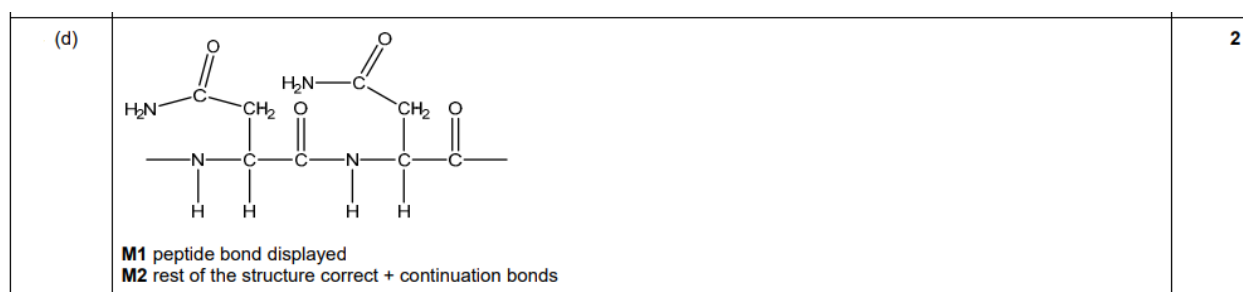 (d)
2
O
O
H₂N
C
H₂N
C
CH₂
O
CH₂
O
N
C
C
N
C
C
H
H
H
H
M1 peptide bond displayed
M2 rest of the structure correct + continuation bonds